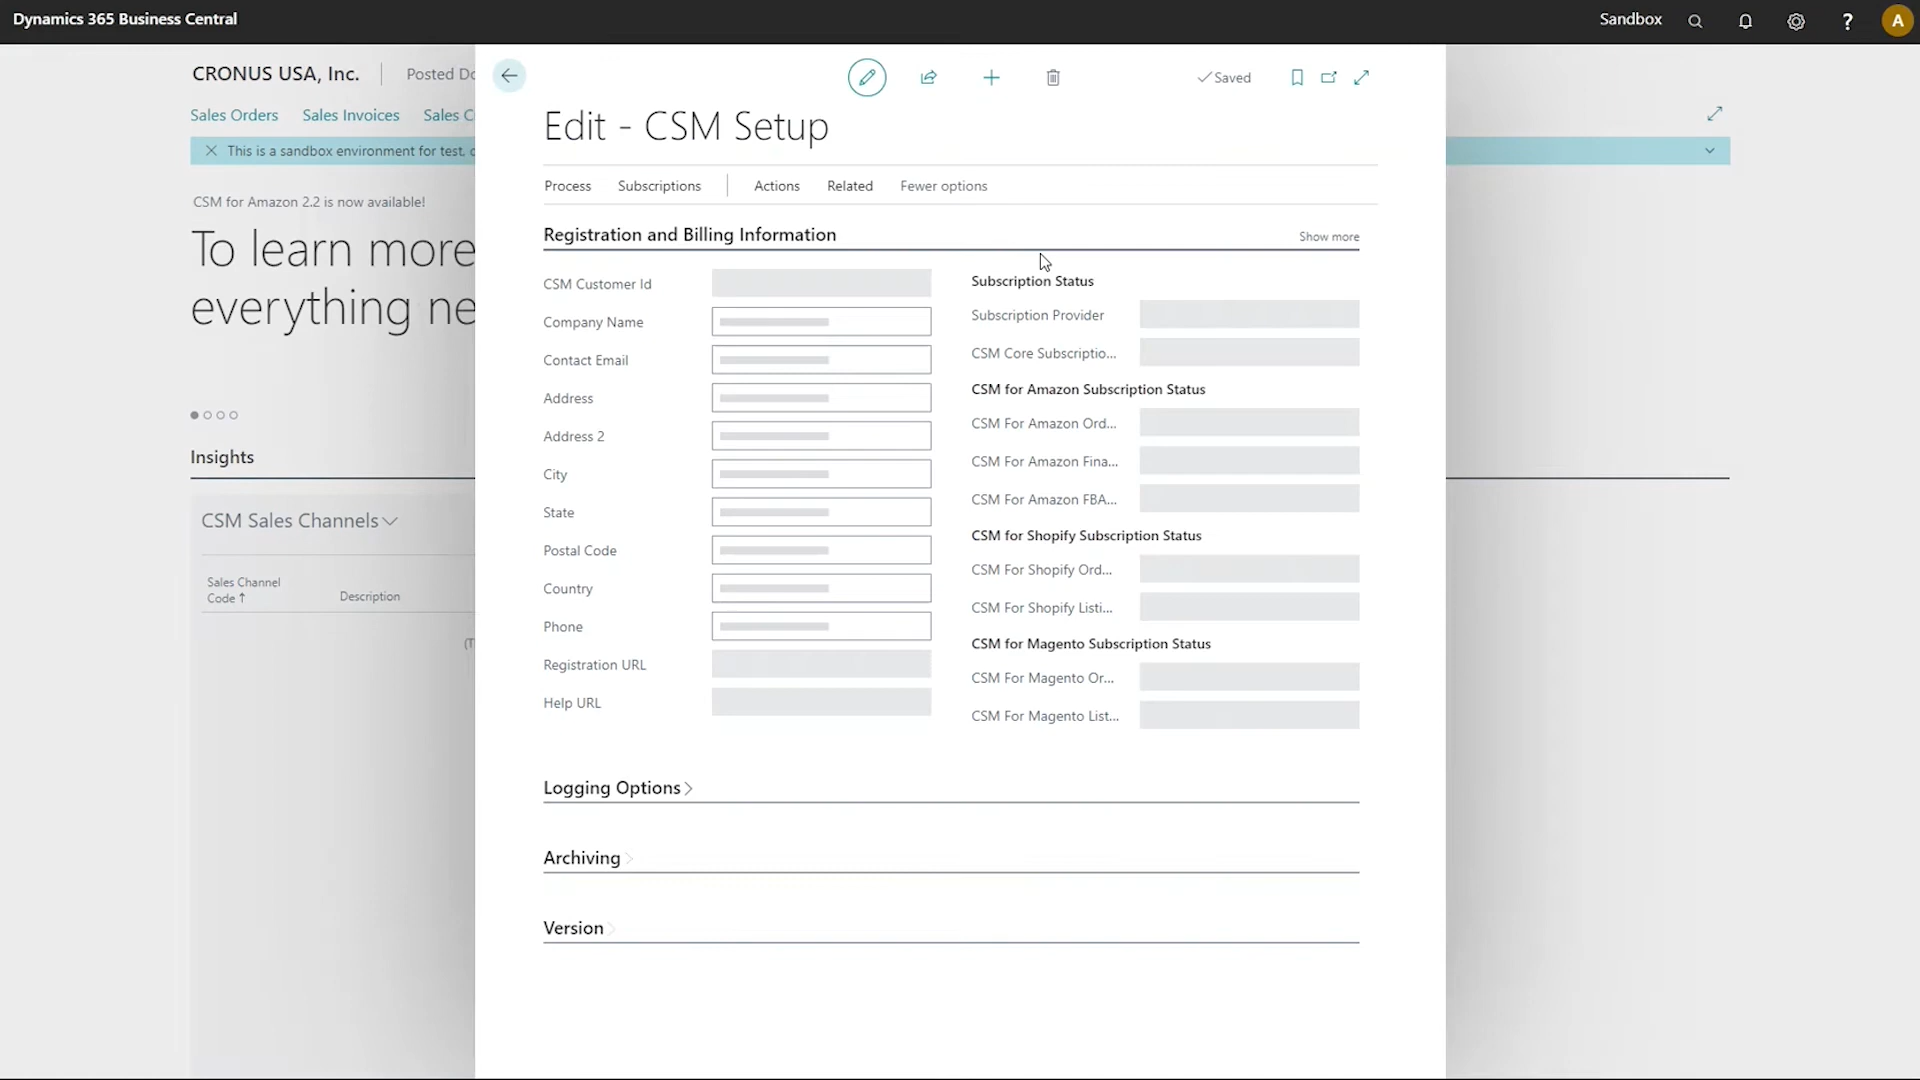 Dynamics 365 Business Central
Sandbox
?
A
CRONUS USA, Inc.
Posted Do
Saved
Sales Orders
Sales Invoices
Sales C
Edit - CSM Setup
This is a sandbox environment for test,
Process
Subscriptions
Actions
Related
Fewer options
CSM for Amazon 2.2 is now available!
To learn more
everything ne
Registration and Billing Information
Show more
CSM Customer Id
Company Name
Contact Email
Address
Address 2
City
State
Postal Code
Country
Phone
Registration URL
Help URL
Subscription Status
Subscription Provider
CSM Core Subscriptio...
CSM for Amazon Subscription Status
CSM For Amazon Ord...
CSM For Amazon Fina...
CSM For Amazon FBA...
CSM for Shopify Subscription Status
CSM For Shopify Ord...
CSM For Shopify Listi...
CSM for Magento Subscription Status
CSM For Magento Or...
CSM For Magento List...
Insights
CSM Sales Channels
Sales Channel
Code ↑
Description
(T
Logging Options
Archiving
Version